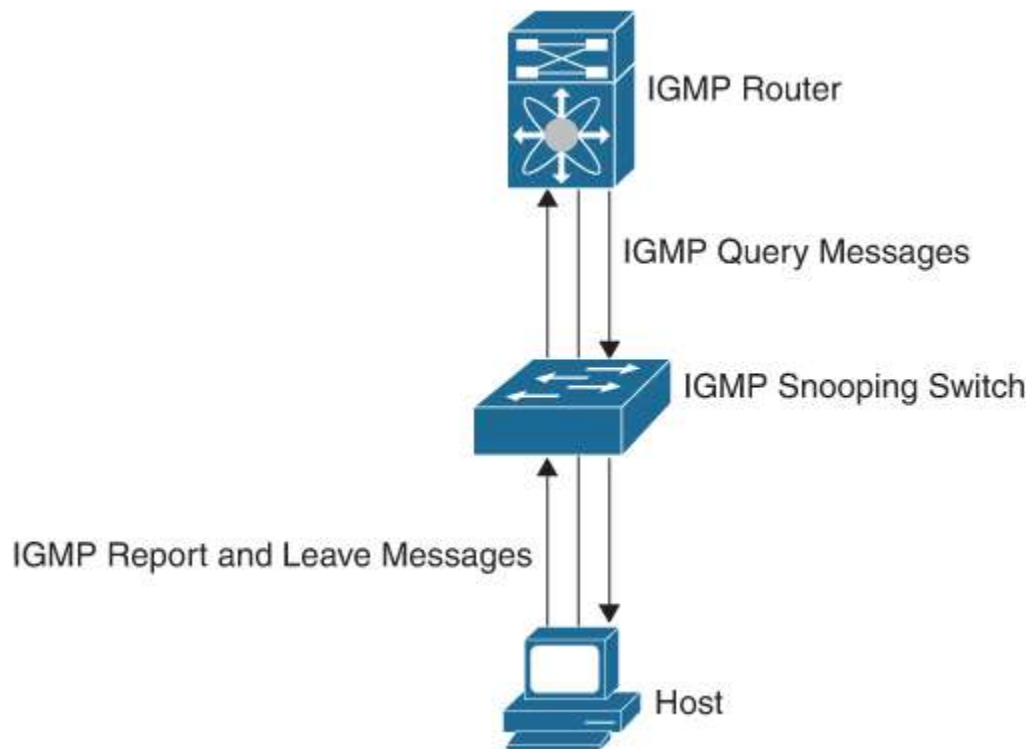 IGMP Router
IGMP Query Messages
IGMP Snooping Switch
IGMP Report and Leave Messages
Host